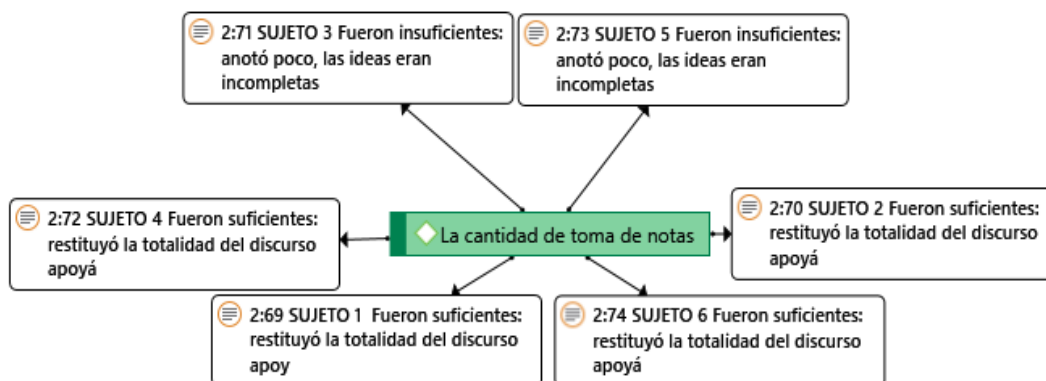 2:71 SUJETO 3 Fueron insuficientes:
anotó poco, las ideas eran
incompletas
2:73 SUJETO 5 Fueron insuficientes:
anotó poco, las ideas eran
incompletas
2:72 SUJETO 4 Fueron suficientes:
restituyó la totalidad del discurso
apoyá
La cantidad de toma de notas
2:70 SUJETO 2 Fueron suficientes:
restituyó la totalidad del discurso
apoyá
2:69 SUJETO 1 Fueron suficientes:
restituyó la totalidad del discurso
apoy
2:74 SUJETO 6 Fueron suficientes:
restituyó la totalidad del discurso
apoyá